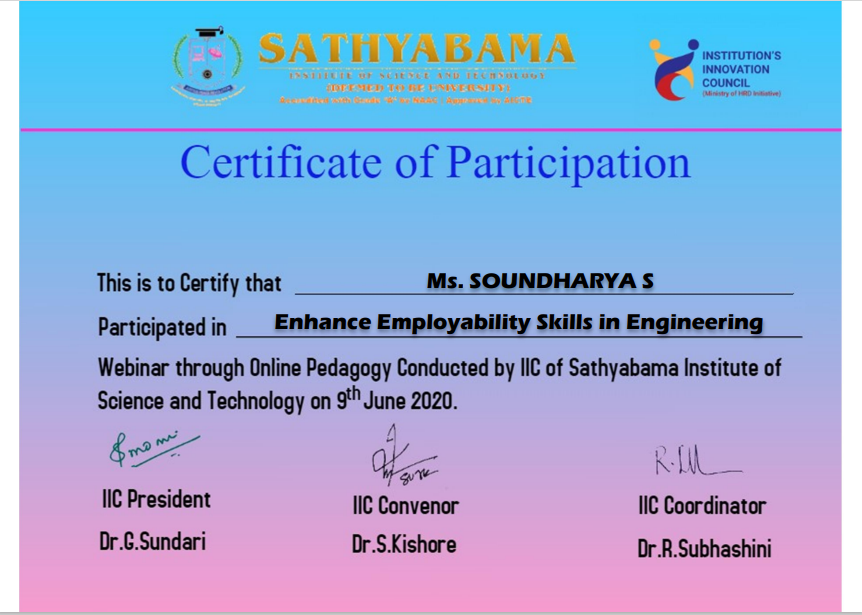 SATHYABAMA
INSTITUTE OF SCIENCE AND TECHNOLOGY
(DEEMED TO BE UNIVERSITY)
Accredited with Grade "A" by NAAC | Approved by AICTE
INSTITUTION'S
INNOVATION
COUNCIL
(Ministry of HRD Initiative)
Certificate of Participation
This is to Certify that Ms. SOUNDHARYA S
Participated in Enhance Employability Skills in Engineering
Webinar through Online Pedagogy Conducted by IIC of Sathyabama Institute of
Science and Technology on 9th June 2020.
IIC President IIC Convenor IIC Coordinator
Dr.G.Sundari Dr.S.Kishore Dr.R.Subhashini